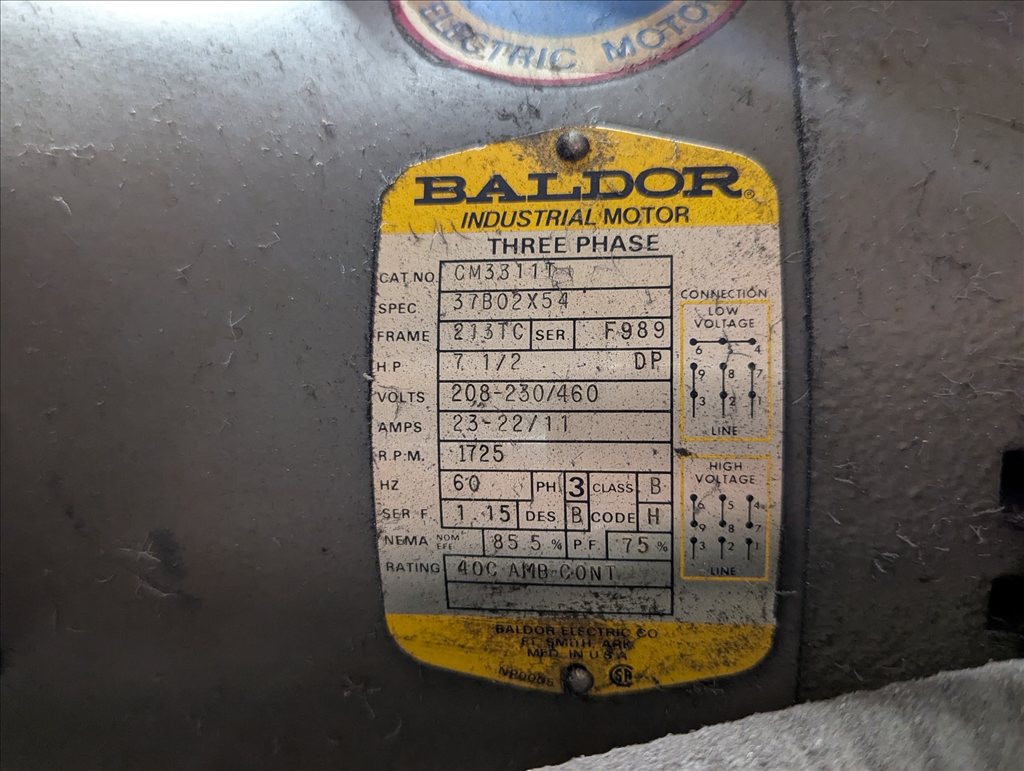 ELECTRIC MOTO
BALDOR®
INDUSTRIAL MOTOR
THREE PHASE
CAT.NO. CM3311T
SPEC. 37B02X54
FRAME 213TC SER. F989
H.P. 7 1/2 DP
VOLTS 208-230/460
AMPS 23-22/11
R.P.M. 1725
HZ 60 PH. 3 CLASS B
SER.F. 1.15 DES B CODE H
NEMA NOM EFF 85.5 % P.F. 75 %
RATING 40C AMB-CONT
BALDOR ELECTRIC CO.
FT. SMITH, ARK.
MFD. IN U.S.A.
SA
CONNECTION
LOW
VOLTAGE
6 5 4
9 8 7
3 2 1
LINE
HIGH
VOLTAGE
6 5 4
9 8 7
3 2 1
LINE